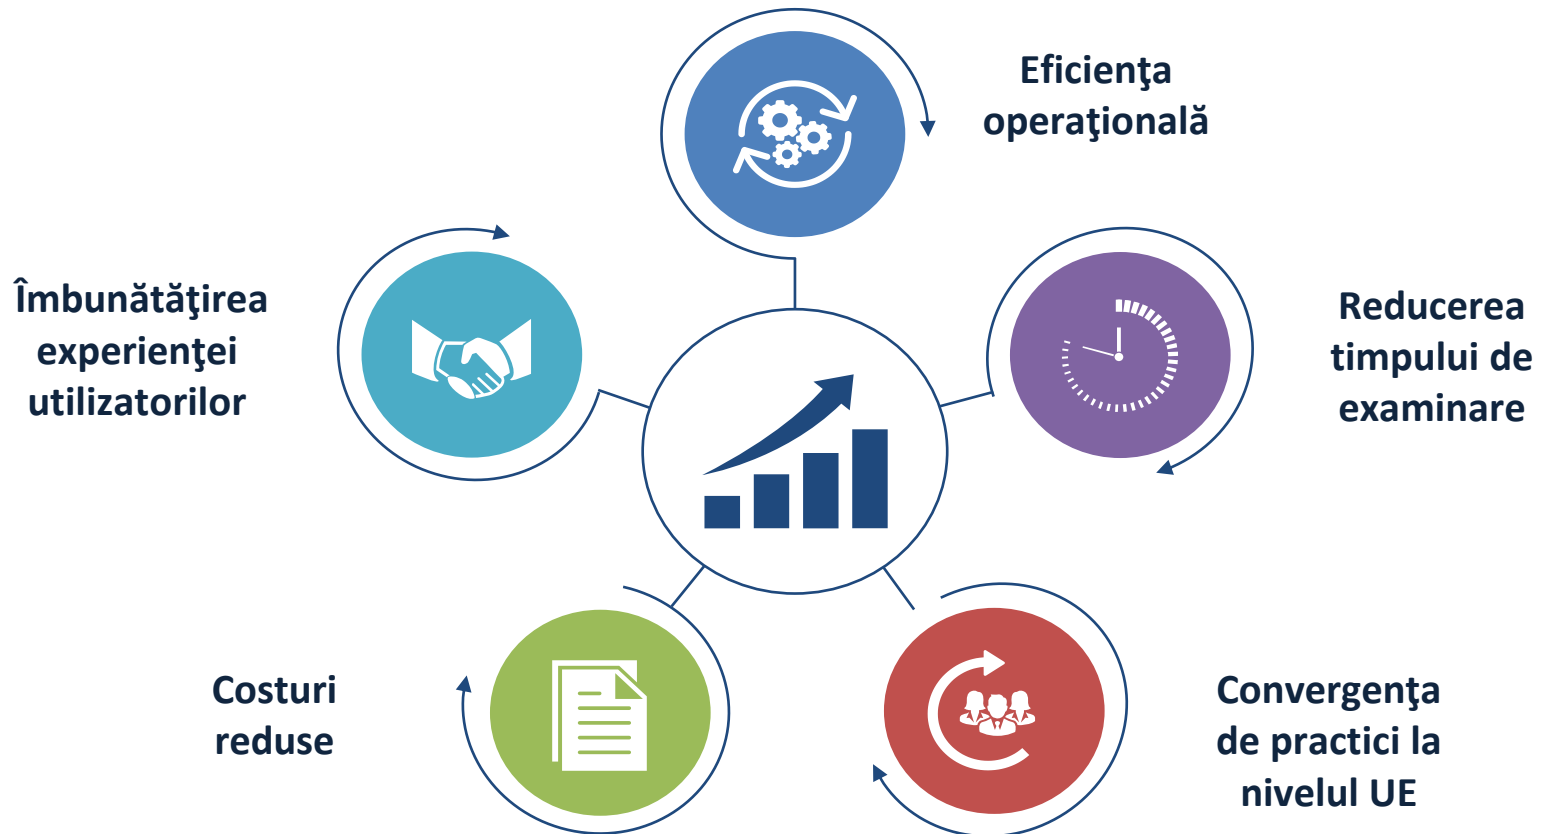 Eficienţa
operaţională
Îmbunătăţirea
experienţei
utilizatorilor
Reducerea
timpului de
examinare
Costuri
reduse
Convergenţa
de practici la
nivelul UE